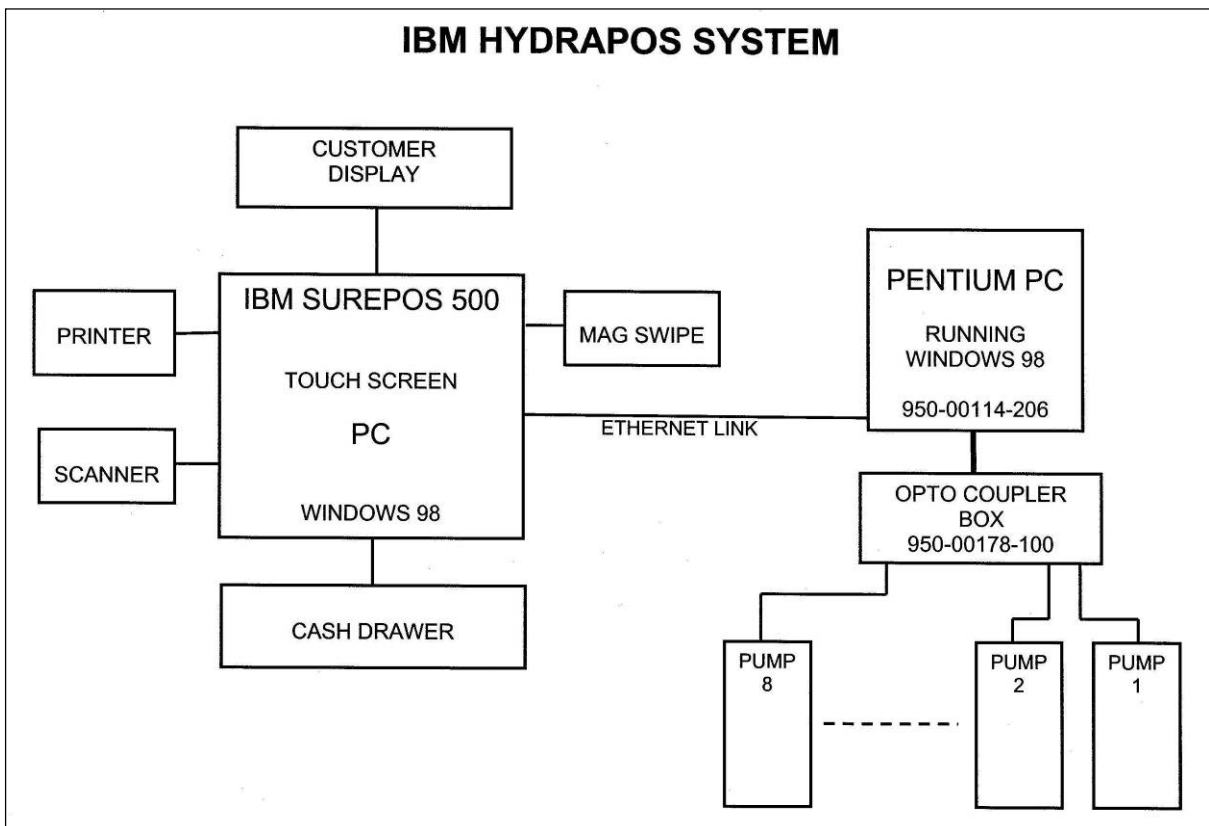 IBM HYDRAPOS SYSTEM
CUSTOMER
DISPLAY
IBM SUREPOS 500
TOUCH SCREEN
PC
WINDOWS 98
PRINTER
SCANNER
MAG SWIPE
ETHERNET LINK
CASH DRAWER
PENTIUM PC
RUNNING
WINDOWS 98
950-00114-206
OPTO COUPLER
BOX
950-00178-100
PUMP
8
PUMP
2
PUMP
1